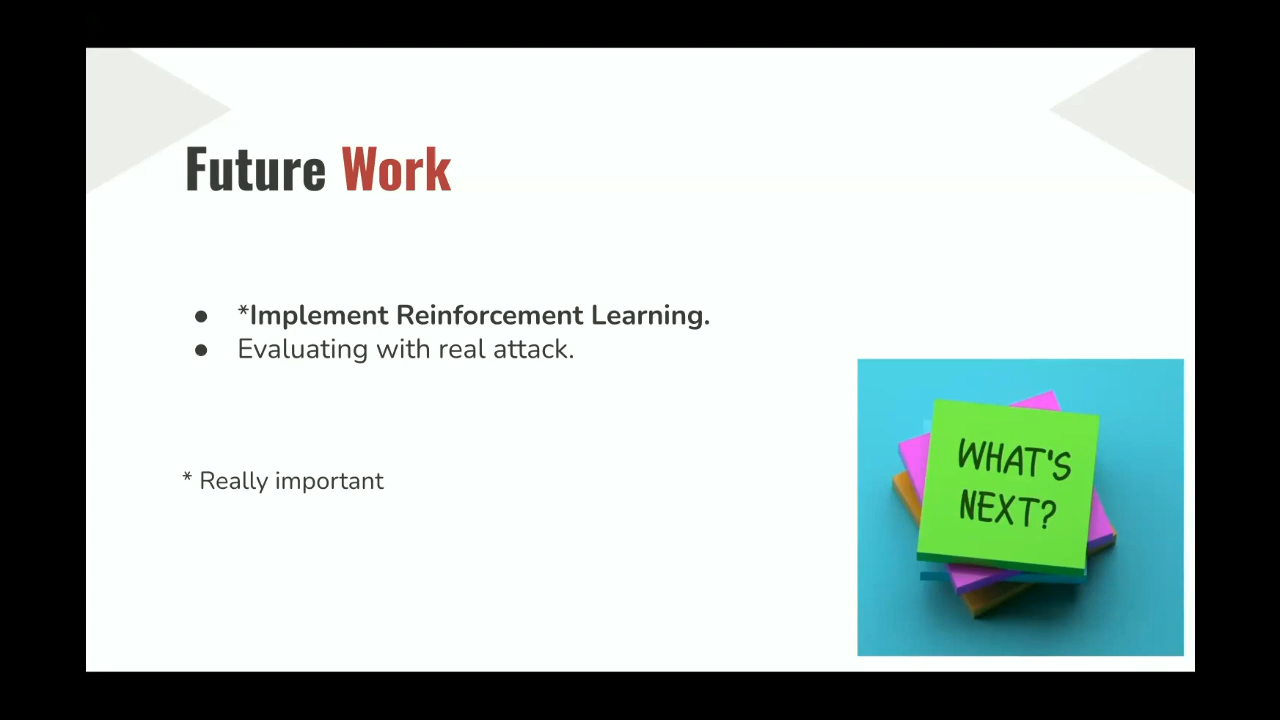 Future Work
● *Implement Reinforcement Learning.
● Evaluating with real attack.
* Really important
WHAT'S
NEXT?